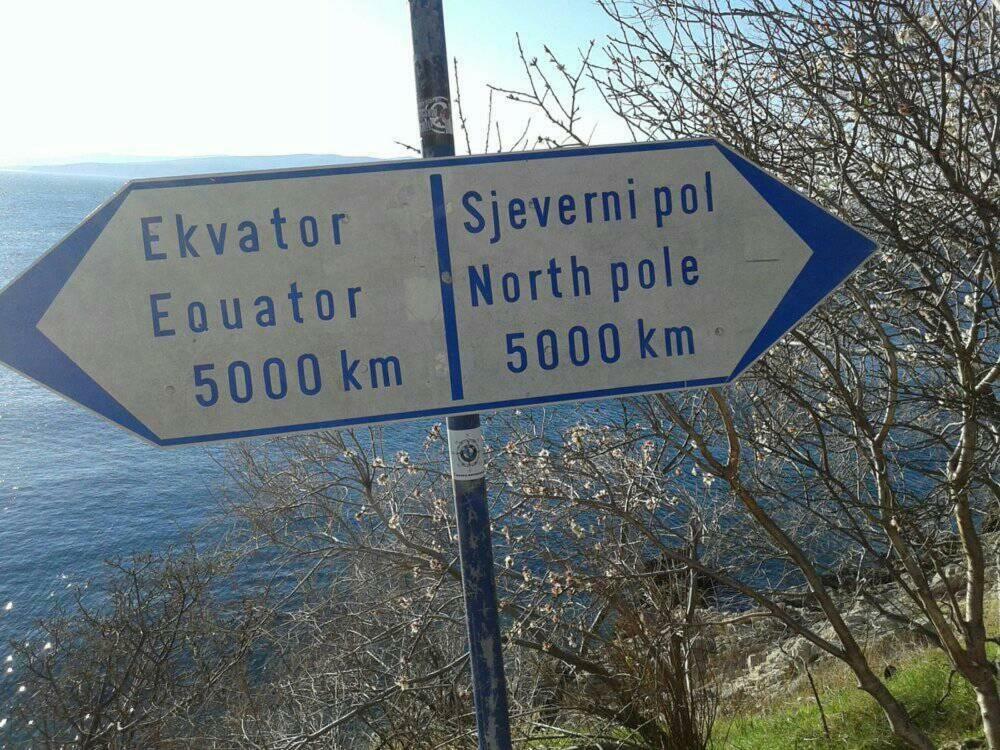 Ekvator
Equator
5000 km
Sjeverni pol
North pole
5000 km